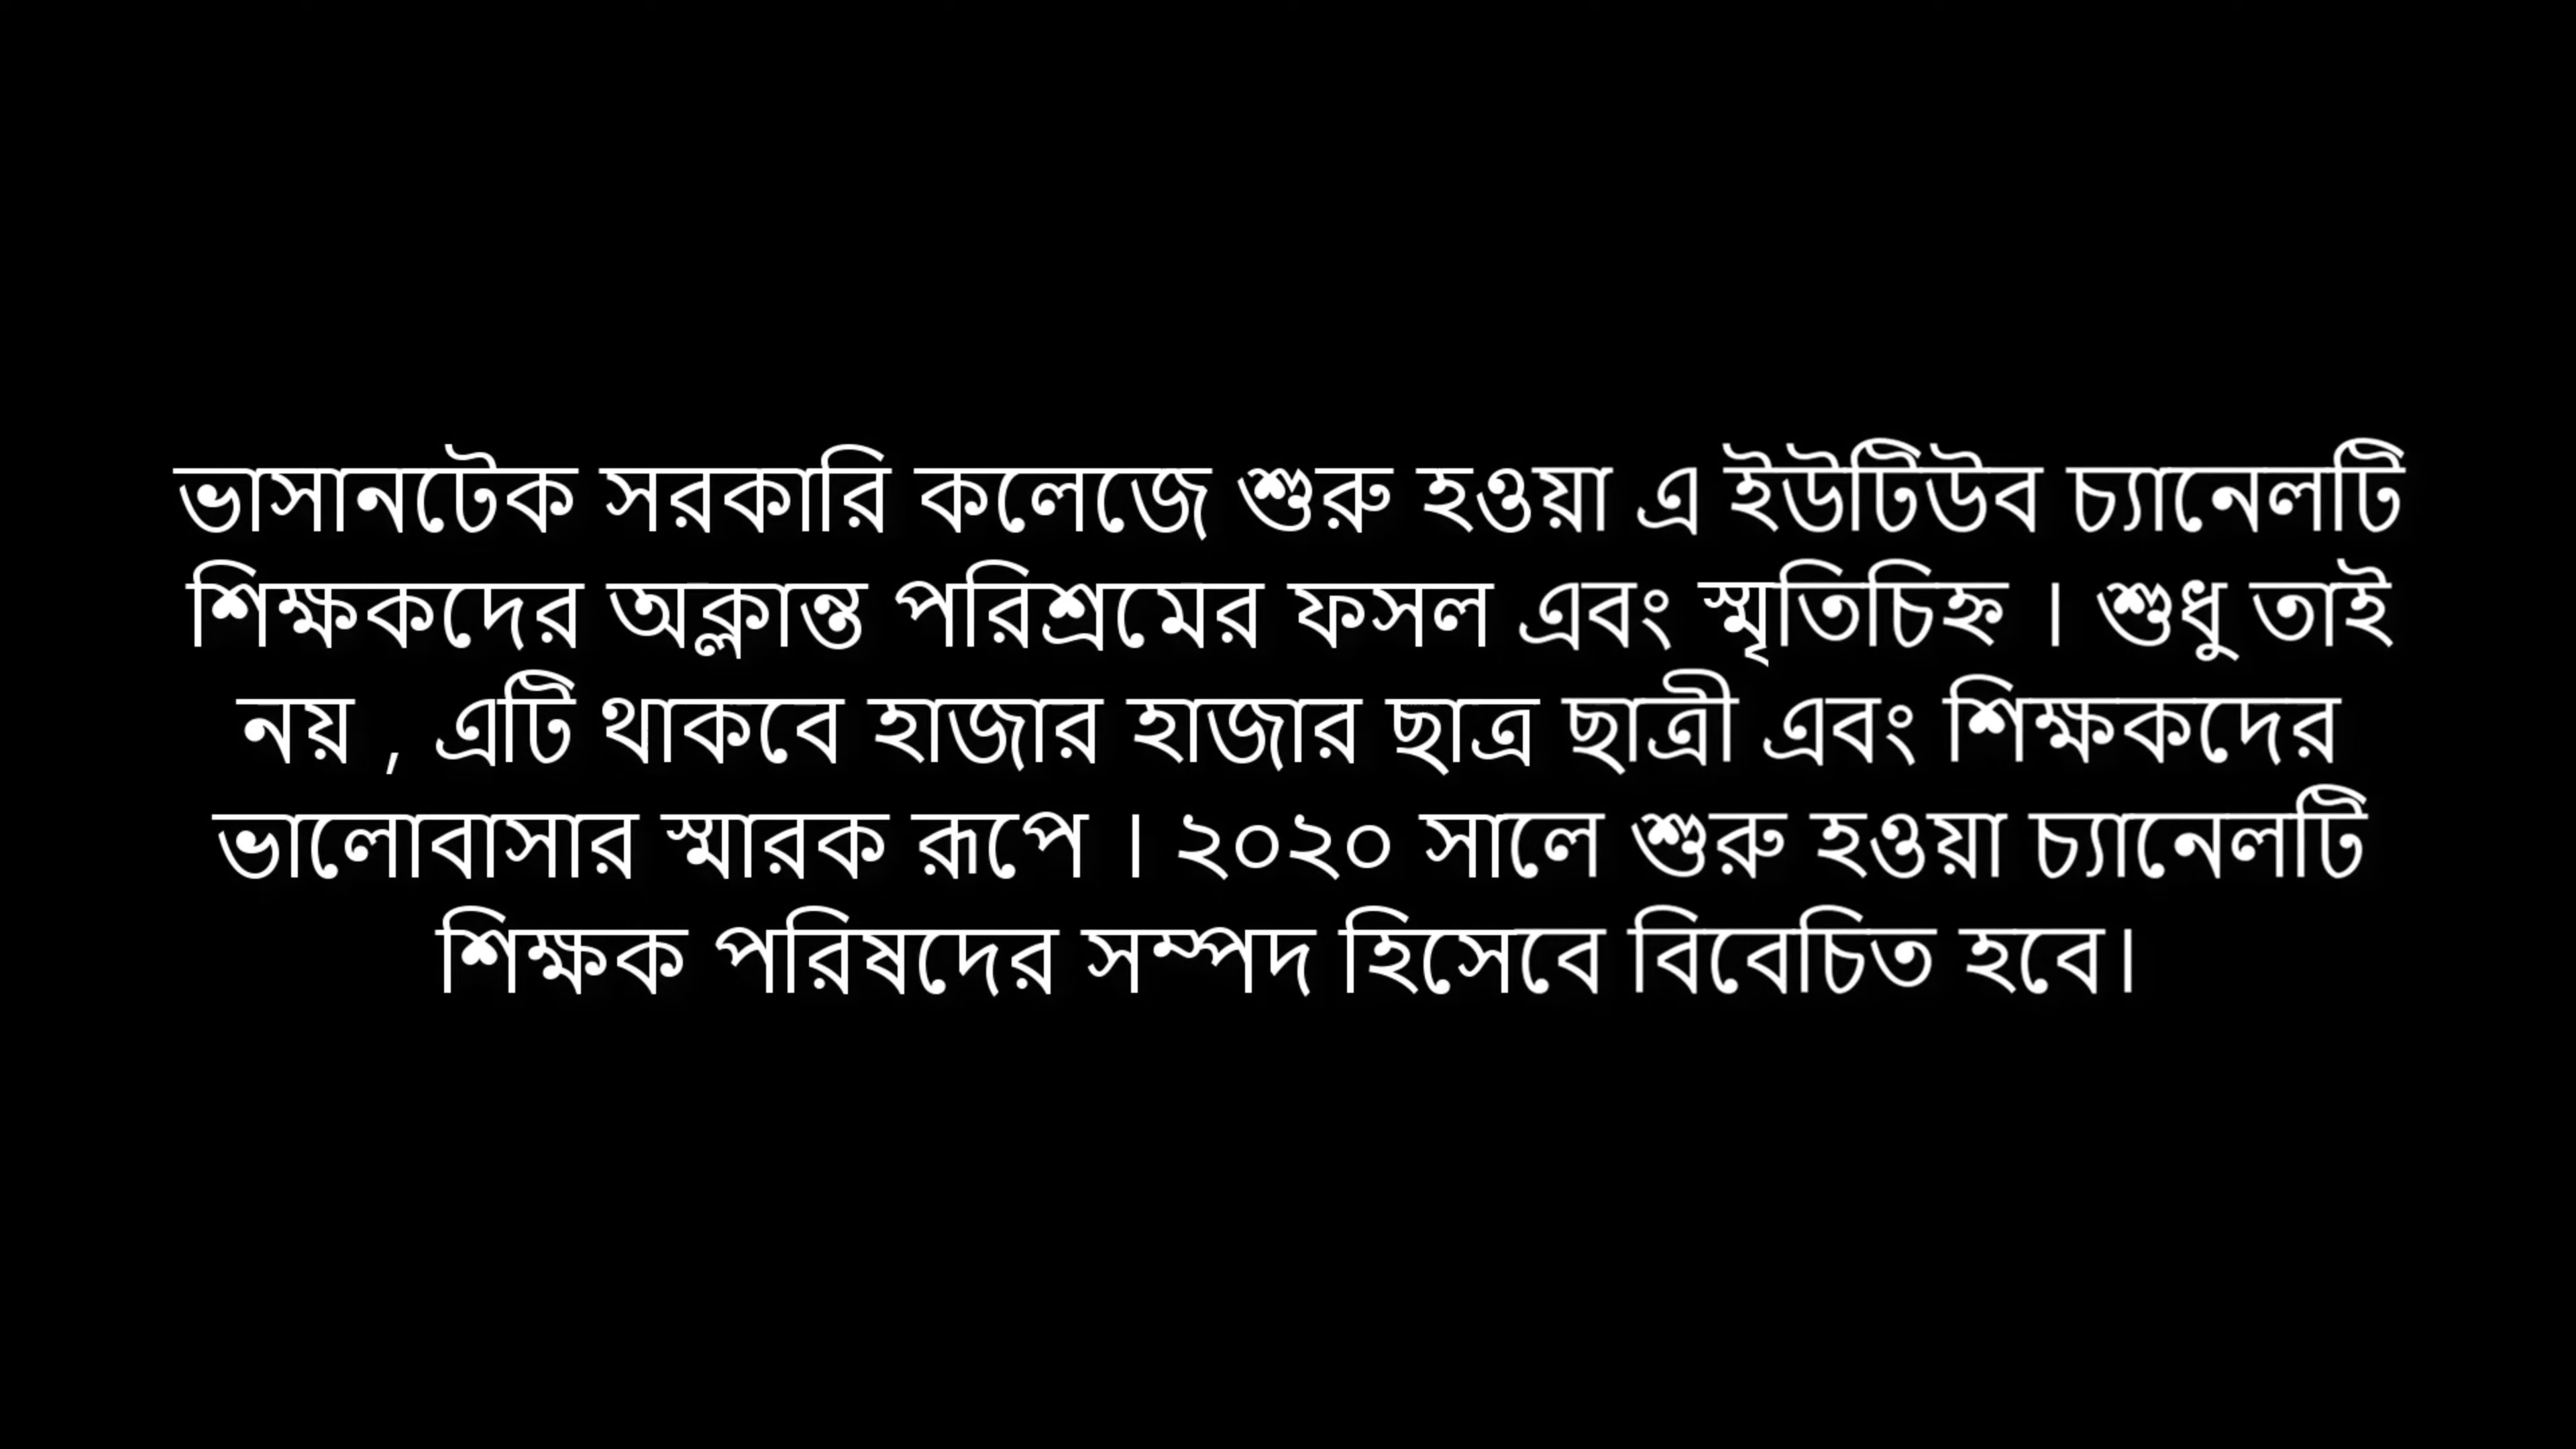 ভাসানটেক সরকারি কলেজে শুরু হওয়া এ ইউটিউব চ্যানেলটি
শিক্ষকদের অক্লান্ত পরিশ্রমের ফসল এবং স্মৃতিচিহ্ন । শুধু তাই
নয় , এটি থাকবে হাজার হাজার ছাত্র ছাত্রী এবং শিক্ষকদের
ভালোবাসার স্মারক রূপে । ২০২০ সালে শুরু হওয়া চ্যানেলটি
শিক্ষক পরিষদের সম্পদ হিসেবে বিবেচিত হবে।